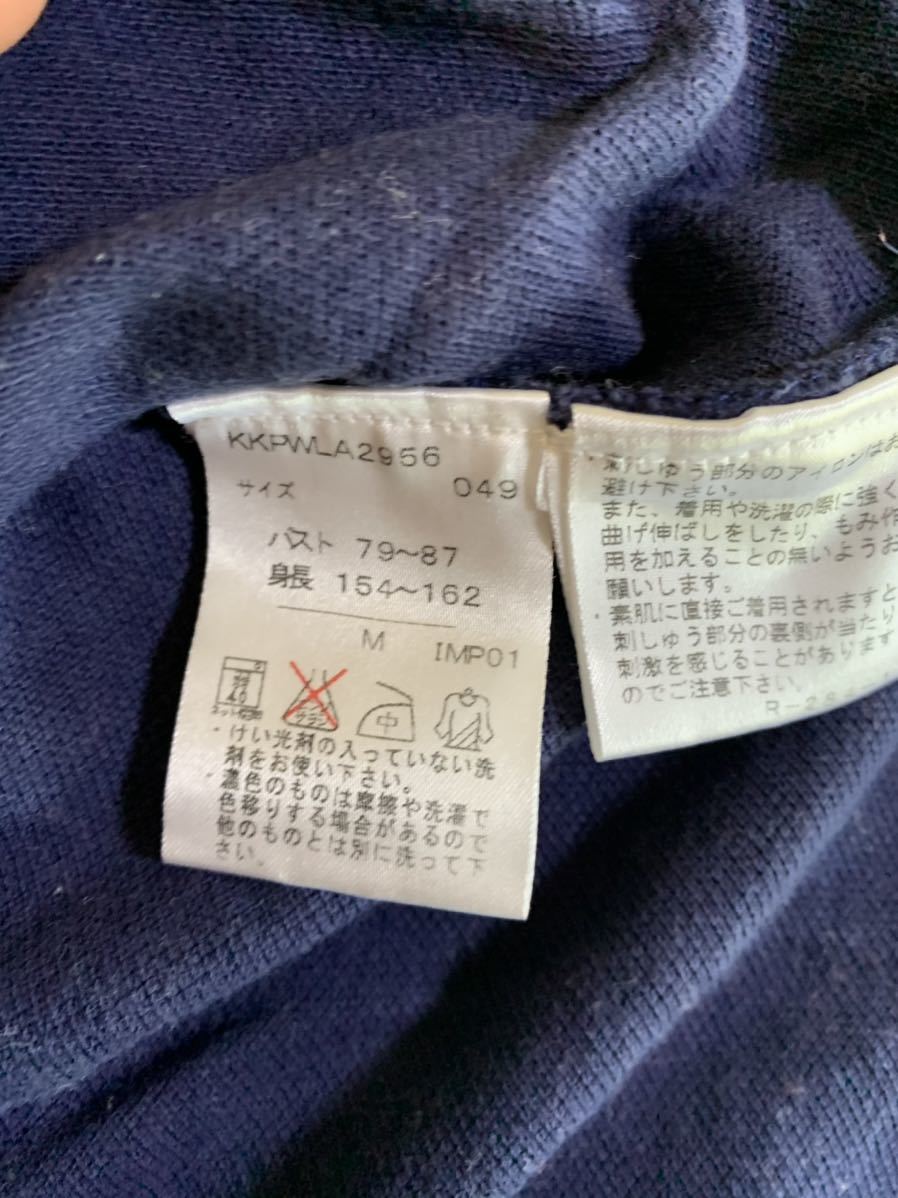 KKPWLA2956
サイズ 049
バスト 79〜87
身長 154〜162
M IMP01
40
中
・けい光剤の入っていない洗
剤をお使い下さい。
濃色のものは摩擦や洗濯で
色移りする場合があるので
他のものとは別に洗って下
さい。
・刺しゅう部分のアイロンはお
避け下さい。
また、着用や洗濯の際に強く
曲げ伸ばしをしたり、もみ作
用を加えることの無いようお
願いします。
・素肌に直接ご着用されますと
刺しゅう部分の裏側が当たり
刺激を感じることがあります
のでご注意下さい。